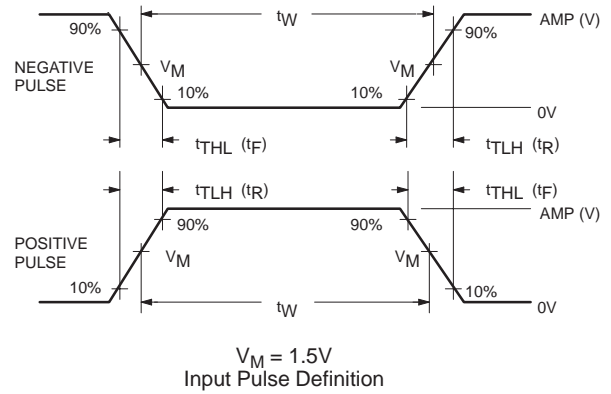 tW
AMP (V)
90%
90%
NEGATIVE
PULSE
VM
VM
10%
10%
0V
tTHL (tF)
tTLH (tR)
tTLH (tR)
tTHL (tF)
AMP (V)
90%
90%
POSITIVE
PULSE
VM
VM
10%
10%
tW
0V
VM = 1.5V
Input Pulse Definition